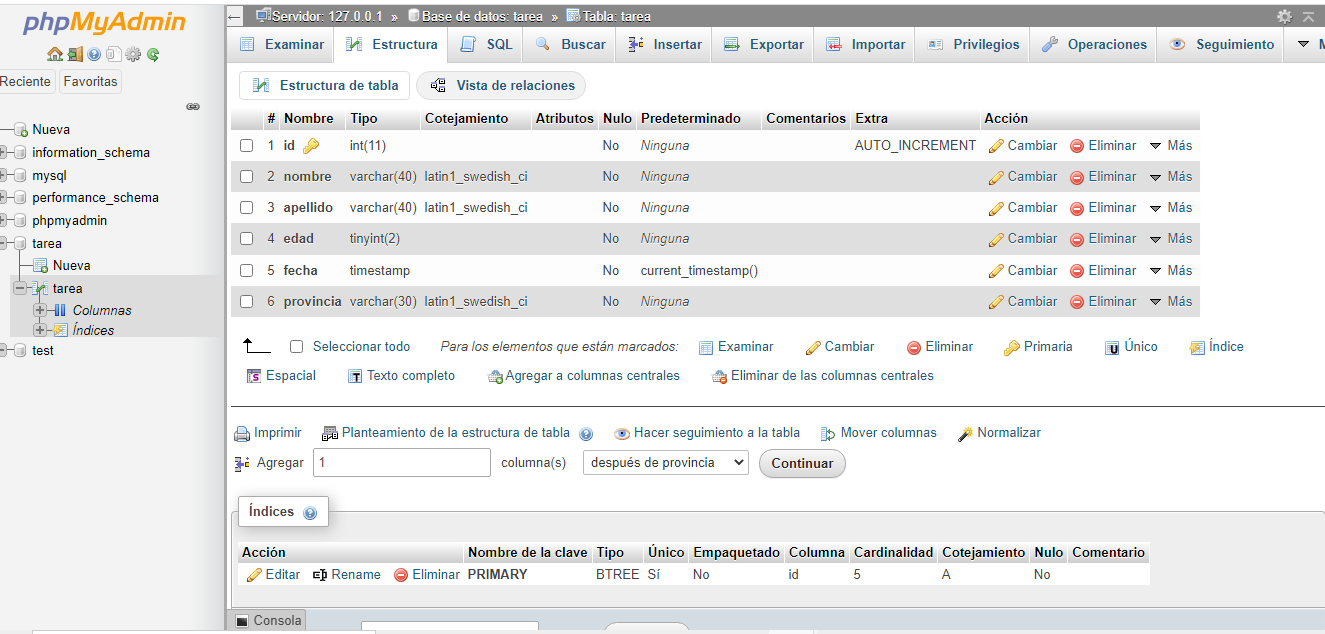 phpMyAdmin
Reciente Favoritas
Nueva
information_schema
mysql
performance_schema
phpmyadmin
tarea
Nueva
tarea
Columnas
Índices
test
Servidor: 127.0.0.1 » Base de datos: tarea » Tabla: tarea
Examinar Estructura SQL Buscar Insertar Exportar Importar Privilegios Operaciones Seguimiento
Estructura de tabla Vista de relaciones
# Nombre Tipo Cotejamiento Atributos Nulo Predeterminado Comentarios Extra Acción
1 id int(11) No Ninguna AUTO_INCREMENT Cambiar Eliminar Más
2 nombre varchar(40) latin1_swedish_ci No Ninguna Cambiar Eliminar Más
3 apellido varchar(40) latin1_swedish_ci No Ninguna Cambiar Eliminar Más
4 edad tinyint(2) No Ninguna Cambiar Eliminar Más
5 fecha timestamp No current_timestamp() Cambiar Eliminar Más
6 provincia varchar(30) latin1_swedish_ci No Ninguna Cambiar Eliminar Más
Seleccionar todo Para los elementos que están marcados: Examinar Cambiar Eliminar Primaria Único Índice
Espacial Texto completo Agregar a columnas centrales Eliminar de las columnas centrales
Imprimir Planteamiento de la estructura de tabla Hacer seguimiento a la tabla Mover columnas Normalizar
Agregar 1 columna(s) después de provincia Continuar
Índices
Acción Nombre de la clave Tipo Único Empaquetado Columna Cardinalidad Cotejamiento Nulo Comentario
Editar Rename Eliminar PRIMARY BTREE Sí No id 5 A No
Consola